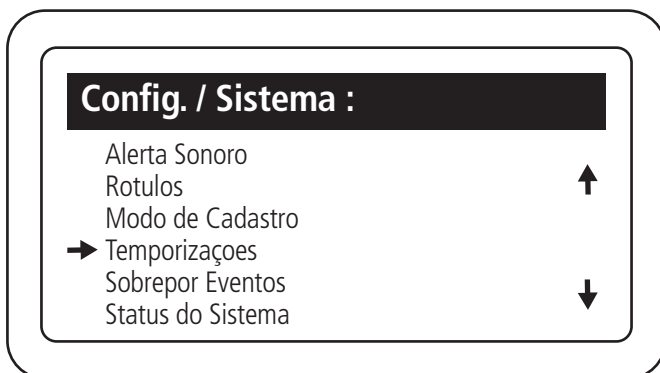 Config. / Sistema :
Alerta Sonoro
Rotulos
Modo de Cadastro
Temporizaçoes
Sobrepor Eventos
Status do Sistema